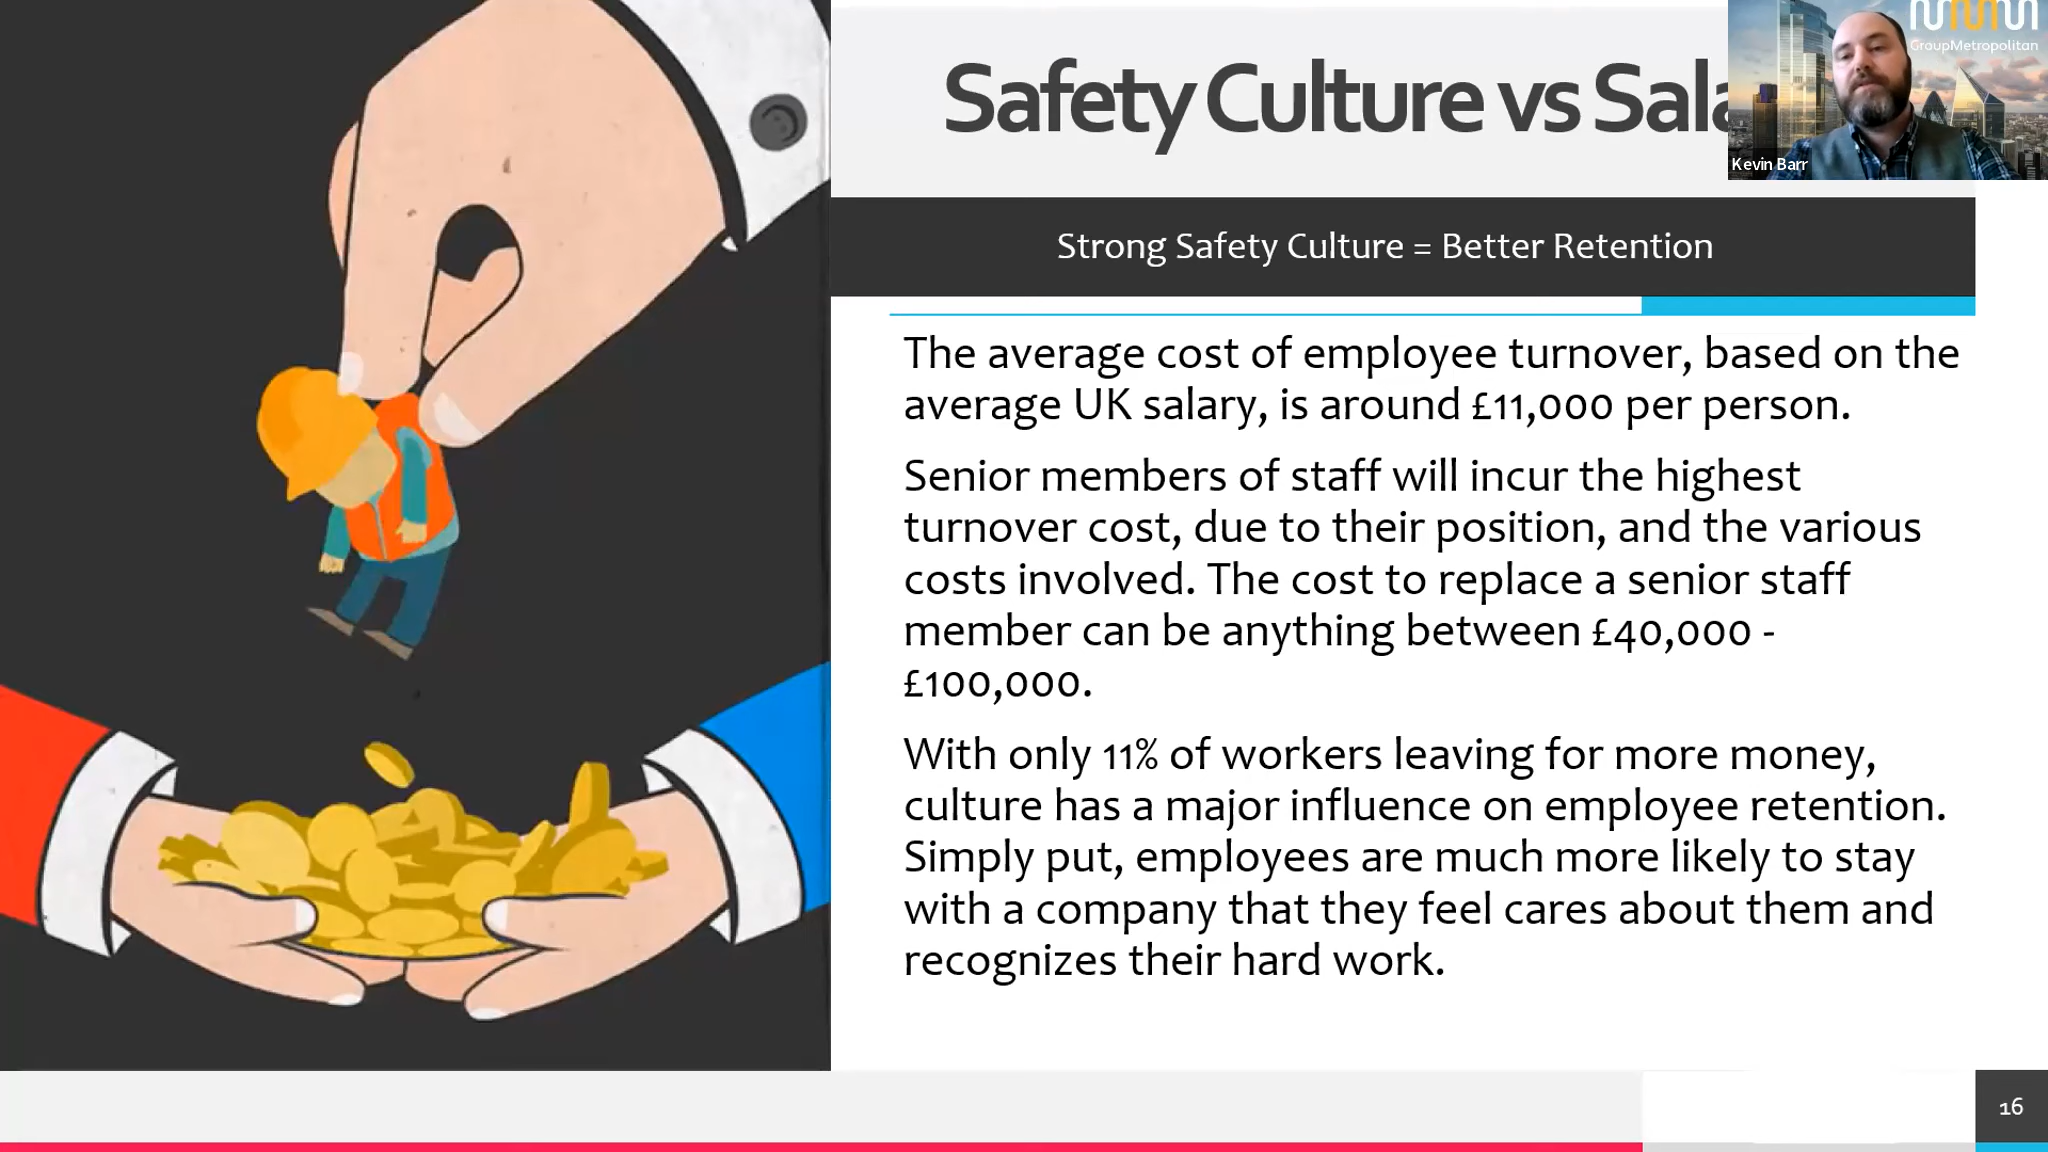 Safety Culture vs Sala
GroupMetropolitan
Kevin Barr
Strong Safety Culture = Better Retention
The average cost of employee turnover, based on the
average UK salary, is around £11,000 per person.
Senior members of staff will incur the highest
turnover cost, due to their position, and the various
costs involved. The cost to replace a senior staff
member can be anything between £40,000 -
£100,000.
With only 11% of workers leaving for more money,
culture has a major influence on employee retention.
Simply put, employees are much more likely to stay
with a company that they feel cares about them and
recognizes their hard work.
16